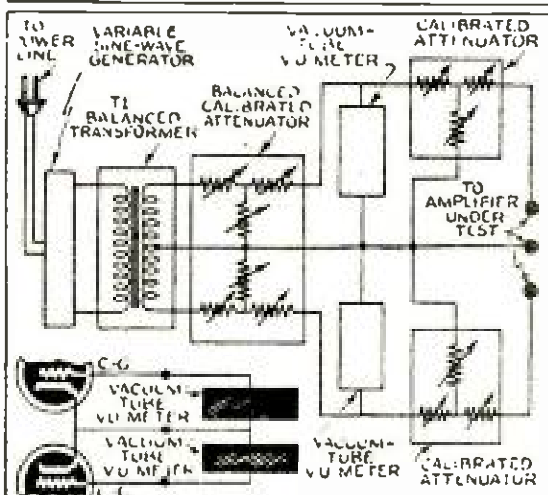 TO
POWER
LINE
VARIABLE
SINE-WAVE
GENERATOR
T1
BALANCED
TRANSFORMER
BALANCED
CALIBRATED
ATTENUATOR
VACUUM-
TUBE
VU METER
CALIBRATED
ATTENUATOR
TO
AMPLIFIER
UNDER
TEST
C-G
VACUUM-
TUBE
VU METER
VACUUM-
TUBE
VU METER
VACUUM-
TUBE
VU METER
CALIBRATED
ATTENUATOR